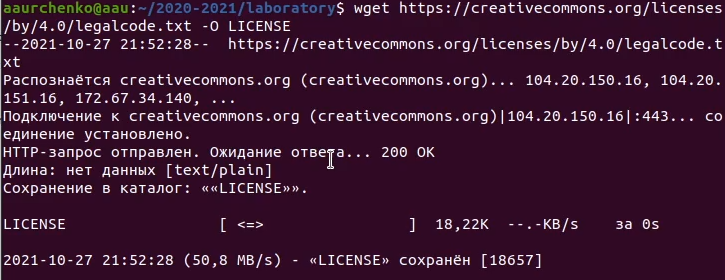 aaurchenko@aau:~/2020-2021/laboratory$ wget https://creativecommons.org/licenses
/by/4.0/legalcode.txt -O LICENSE
--2021-10-27 21:52:28--  https://creativecommons.org/licenses/by/4.0/legalcode.t
xt
Распознаётся creativecommons.org (creativecommons.org)... 104.20.150.16, 104.20.
151.16, 172.67.34.140, ...
Подключение к creativecommons.org (creativecommons.org)|104.20.150.16|:443... со
единение установлено.
HTTP-запрос отправлен. Ожидание ответа... 200 OK
Длина: нет данных [text/plain]
Сохранение в каталог: ««LICENSE»».
LICENSE                 [ <=>                ]  18,22K  --.-KB/s    за 0s
2021-10-27 21:52:28 (50,8 MB/s) - «LICENSE» сохранён [18657]